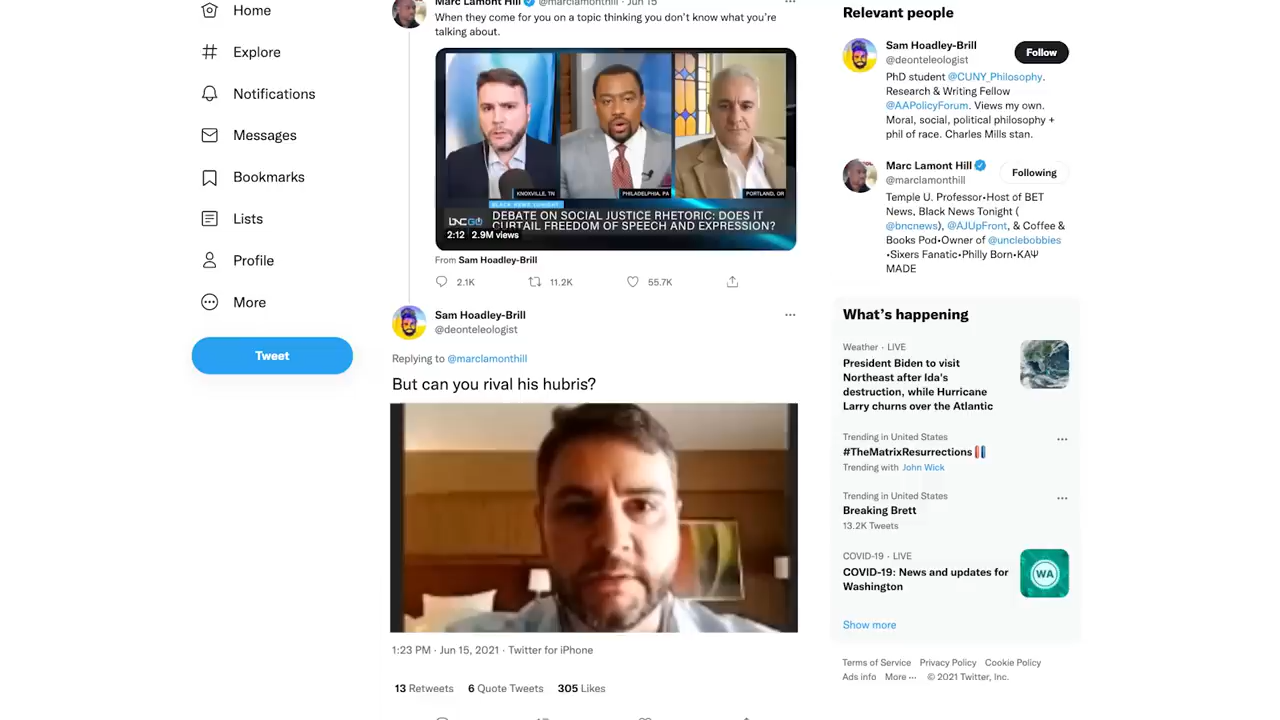 Home
Explore
Notifications
Messages
Bookmarks
Lists
Profile
More
Tweet
Marc Lamont Hill @marclamonthill · Jun 15
When they come for you on a topic thinking you don't know what you're
talking about.
KNOXVILLE, TN
PHILADELPHIA, PA
PORTLAND, OR
BLACK NEWS TONIGHT
DEBATE ON SOCIAL JUSTICE RHETORIC: DOES IT
CURTAIL FREEDOM OF SPEECH AND EXPRESSION?
2:12 2.9M views
From Sam Hoadley-Brill
2.1K 11.2K 55.7K
Sam Hoadley-Brill
@deonteleologist
Replying to @marclamonthill
But can you rival his hubris?
1:23 PM · Jun 15, 2021 · Twitter for iPhone
13 Retweets 6 Quote Tweets 305 Likes
Relevant people
Sam Hoadley-Brill
@deonteleologist
Follow
PhD student @CUNY_Philosophy.
Research & Writing Fellow
@AAPolicyForum. Views my own.
Moral, social, political philosophy +
phil of race. Charles Mills stan.
Marc Lamont Hill
@marclamonthill
Following
Temple U. Professor•Host of BET
News, Black News Tonight (
@bncnews), @AJUpFront, & Coffee &
Books Pod•Owner of @unclebobbies
•Sixers Fanatic•Philly Born•ΚΑΨ
MADE
What's happening
Weather · LIVE
President Biden to visit
Northeast after Ida's
destruction, while Hurricane
Larry churns over the Atlantic
Trending in United States
#TheMatrixResurrections
Trending with John Wick
Trending in United States
Breaking Brett
13.2K Tweets
COVID-19 · LIVE
COVID-19: News and updates for
Washington
WA
Show more
Terms of Service Privacy Policy Cookie Policy
Ads info More ··· © 2021 Twitter, Inc.